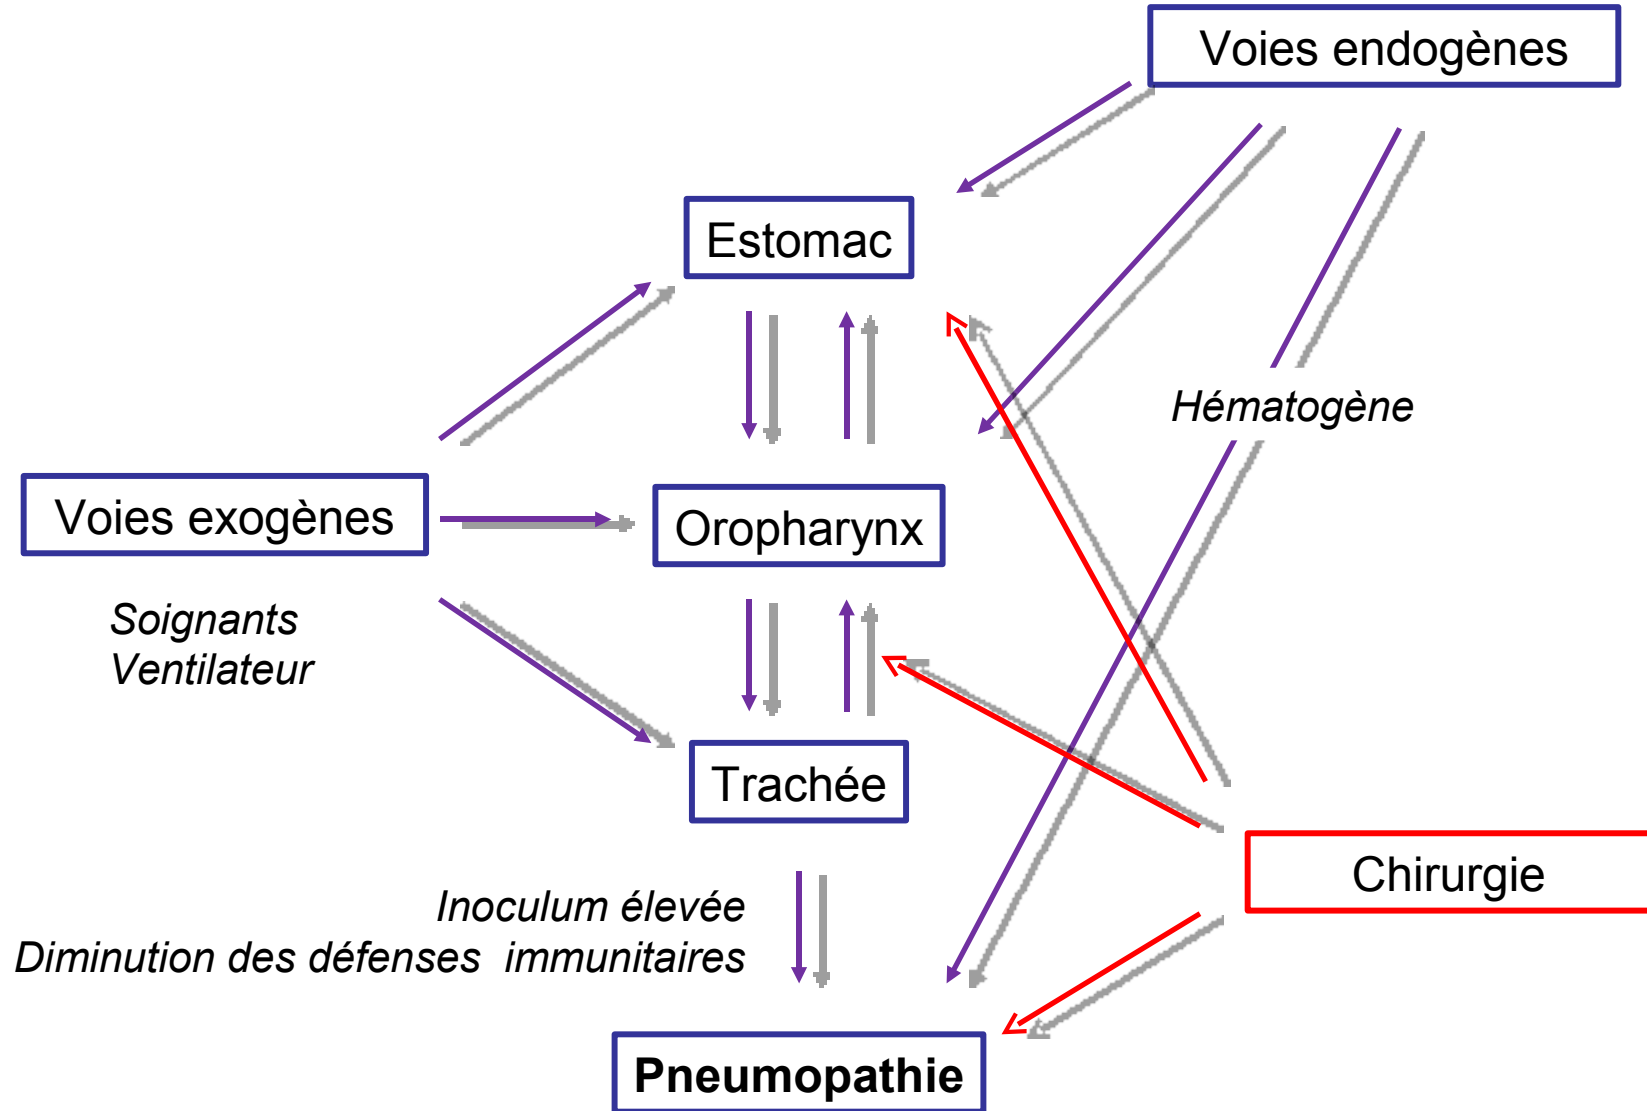 Voies endogènes
Estomac
Hématogène
Voies exogènes
Oropharynx
Soignants
Ventilateur
Trachée
Chirurgie
Inoculum élevée
Diminution des défenses  immunitaires
Pneumopathie